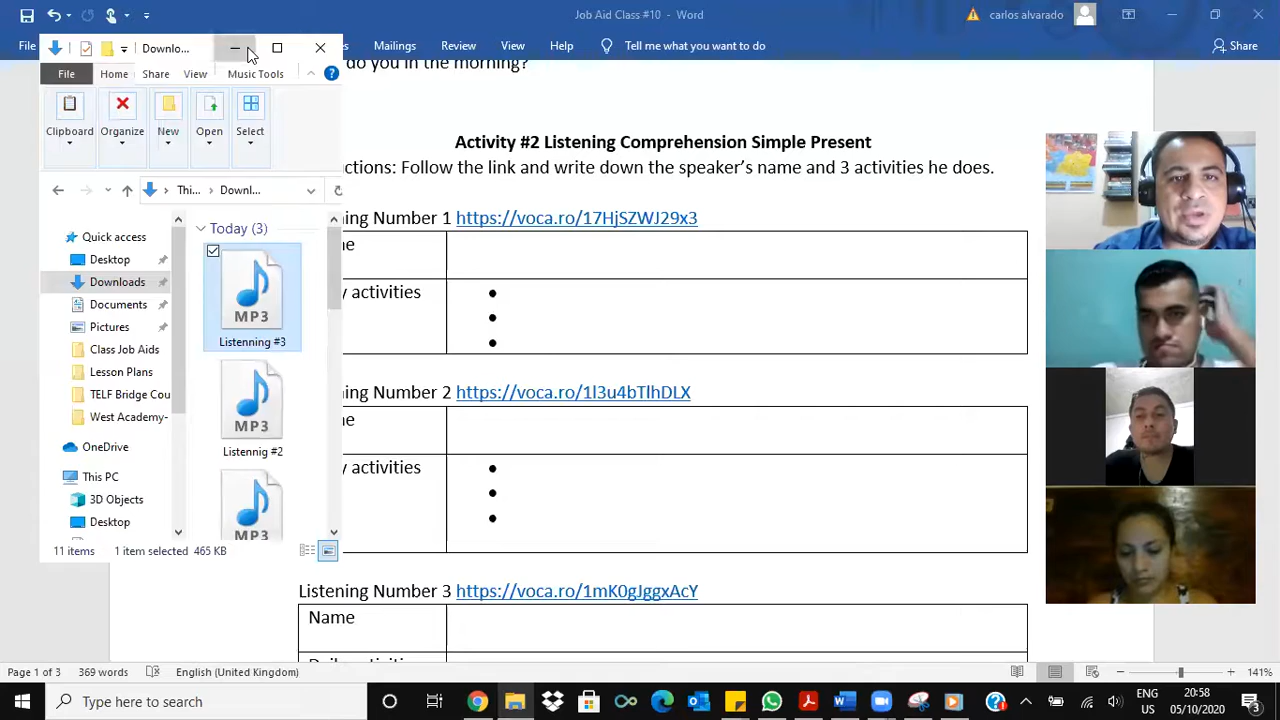 Job Aid Class #10 - Word
carlos alvarado
Mailings Review View Help Tell me what you want to do Share
Downlo...
File Home Share View Music Tools
Clipboard Organize New Open Select
Thi... Downl...
do you in the morning?
Activity #2 Listening Comprehension Simple Present
ctions: Follow the link and write down the speaker's name and 3 activities he does.
ning Number 1 https://voca.ro/17HjSZWJ29x3
y activities
ning Number 2 https://voca.ro/1l3u4bTlhDLX
y activities
Listening Number 3 https://voca.ro/1mK0gJggxAcY
Name
Quick access
Desktop
Downloads
Documents
Pictures
Class Job Aids
Lesson Plans
TELF Bridge Cou
West Academy-
OneDrive
This PC
3D Objects
Desktop
Today (3)
MP3
Listenning #3
MP3
Listennig #2
MP3
11 items 1 item selected 465 KB
Page 1 of 3 369 words English (United Kingdom) 141%
Type here to search
ENG
20:58
05/10/2020
3